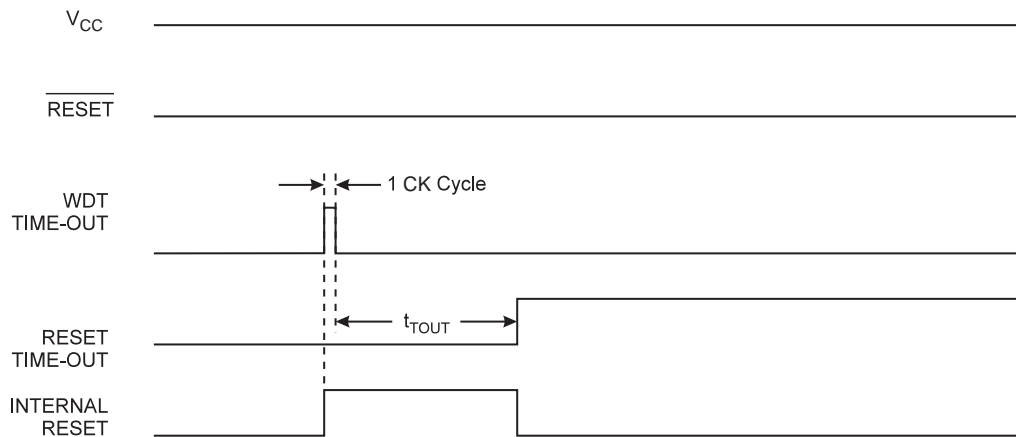 VCC
RESET
1 CK Cycle
WDT
TIME-OUT
tTOUT
RESET
TIME-OUT
INTERNAL
RESET